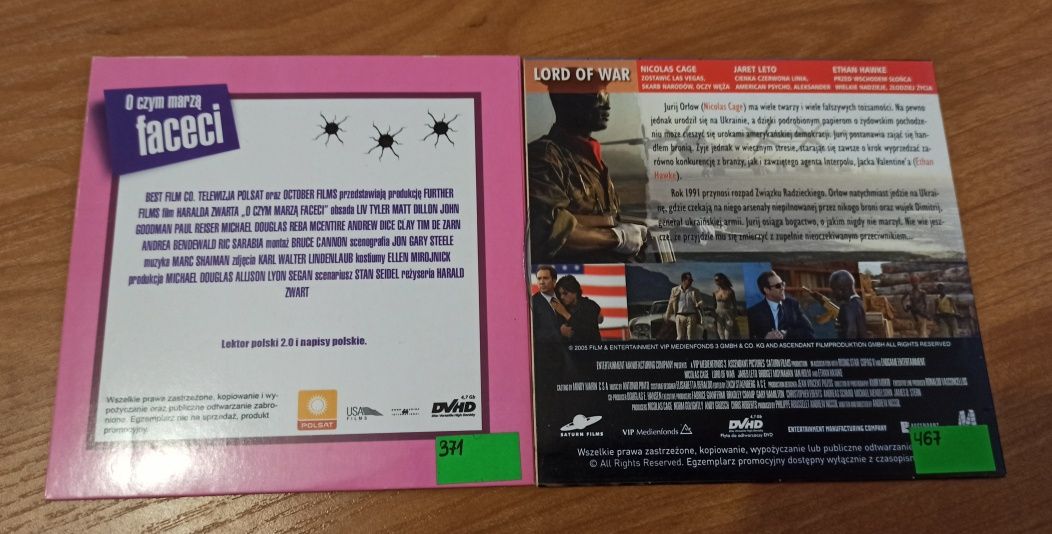 O czym marzą
faceci
BEST FILM CO. TELEWIZJA POLSAT oraz OCTOBER FILMS przedstawiają produkcję FURTHER
FILMS film HARALDA ZWARTA „O CZYM MARZĄ FACECI" obsada LIV TYLER MATT DILLON JOHN
GOODMAN PAUL REISER MICHAEL DOUGLAS REBA MCENTIRE ANDREW DICE CLAY TIM DE ZARN
ANDREA BENDEWALD RIC SARABIA montaż BRUCE CANNON scenografia JON GARY STEELE
muzyka MARC SHAIMAN zdjęcia KARL WALTER LINDENLAUB kostiumy ELLEN MIROJNICK
produkcja MICHAEL DOUGLAS ALLISON LYON SEGAN scenariusz STAN SEIDEL reżyseria HARALD
ZWART
Lektor polski 2.0 i napisy polskie.
Wszelkie prawa zastrzeżone, kopiowanie i wy-
pożyczanie oraz publiczne odtwarzanie zabro-
nione. Egzemplarz nie na sprzedaż, produkt
promocyjny.
POLSAT
USA
FILMS
4,7 Gb
DVHD
371
LORD OF WAR
NICOLAS CAGE
ZOSTAWIĆ LAS VEGAS,
SKARB NARODÓW, OCZY WĘŻA
JARET LETO
CIENKA CZERWONA LINIA,
AMERICAN PSYCHO, ALEKSANDER
ETHAN HAWKE
PRZED WSCHODEM SŁOŃCA
WIELKIE NADZIEJE, ZŁODZIEJ ŻYCIA
Jurij Orłow (Nicolas Cage) ma wiele twarzy i wiele fałszywych tożsamości. Na pewno
jednak urodził się na Ukrainie, a dzięki podrobionym papierom o żydowskim pochodze-
niu może cieszyć się urokami amerykańskiej demokracji. Jurij postanawia zająć się han-
dlem bronią. Żyje jednak w wiecznym stresie, starając się zawsze o krok wyprzedzać za-
równo konkurencję z branży, jak i zawziętego agenta Interpolu, Jacka Valentine'a (Ethan
Hawke).
Rok 1991 przynosi rozpad Związku Radzieckiego. Orłow natychmiast jedzie na Ukrai-
nę, gdzie czekają na niego arsenały niepilnowanej przez nikogo broni oraz wujek Dimitrij,
generał ukraińskiej armii. Jurij osiąga bogactwo, o jakim nigdy nie marzył. Nie wie jesz-
cze, że przyjdzie mu się zmierzyć z zupełnie nieoczekiwanym przeciwnikiem...
© 2005 FILM & ENTERTAINMENT VIP MEDIENFONDS 3 GMBH & CO. KG AND ASCENDANT FILMPRODUKTION GMBH ALL RIGHTS RESERVED
SATURN FILMS
VIP Medienfonds
4,7 Gb
DVHD
Płyta do odtwarzaczy DVD
ENTERTAINMENT MANUFACTURING COMPANY
467
Wszelkie prawa zastrzeżone, kopiowanie, wypożyczanie lub publiczne odtwarzanie
© All Rights Reserved. Egzemplarz promocyjny dostępny wyłącznie z czasopis